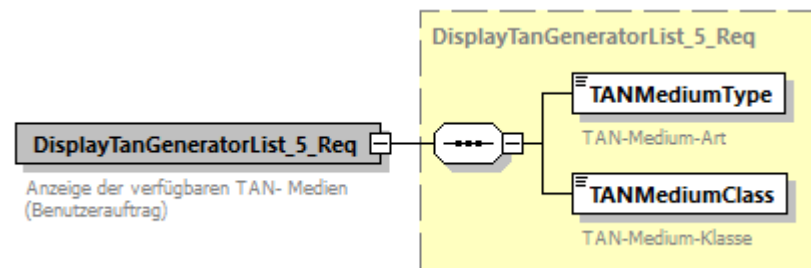 DisplayTanGeneratorList_5_Req
TANMediumType
TAN-Medium-Art
DisplayTanGeneratorList_5_Req
Anzeige der verfügbaren TAN- Medien
(Benutzerauftrag)
TANMediumClass
TAN-Medium-Klasse